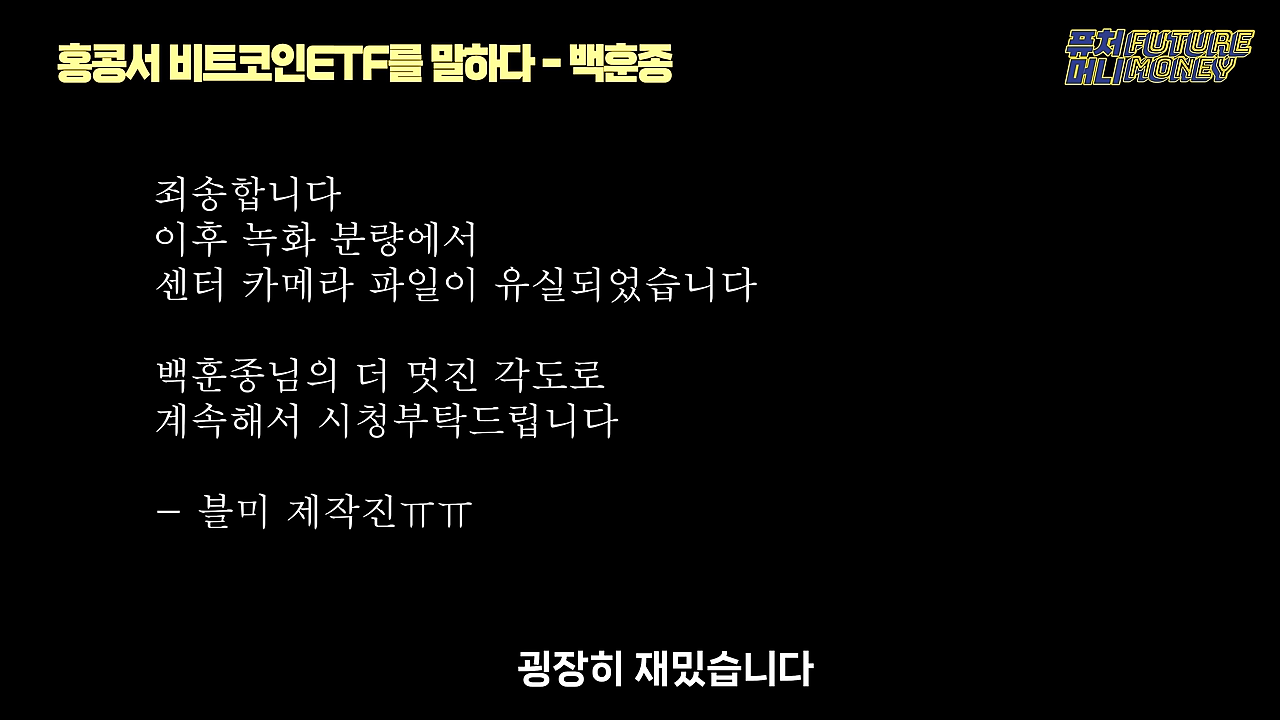 홍콩서 비트코인ETF를 말하다 - 백훈종
퓨처 FUTURE
머니 MONEY
죄송합니다
이후 녹화 분량에서
센터 카메라 파일이 유실되었습니다
백훈종님의 더 멋진 각도로
계속해서 시청부탁드립니다
– 블미 제작진ㅠㅠ
굉장히 재밌습니다